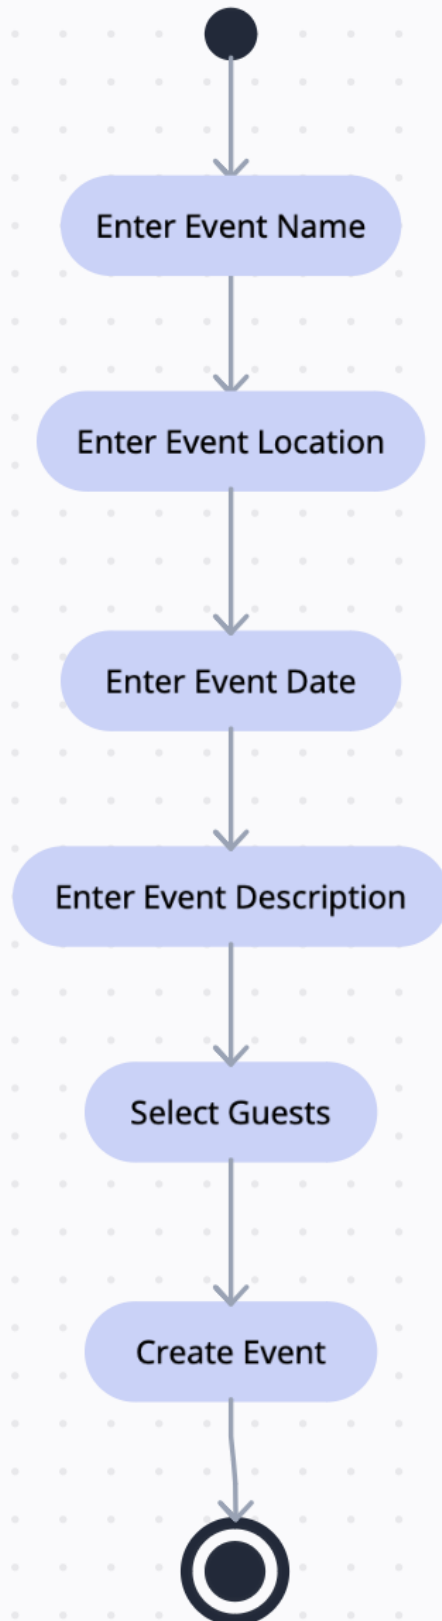 Enter Event Name
Enter Event Location
Enter Event Date
Enter Event Description
Select Guests
Create Event